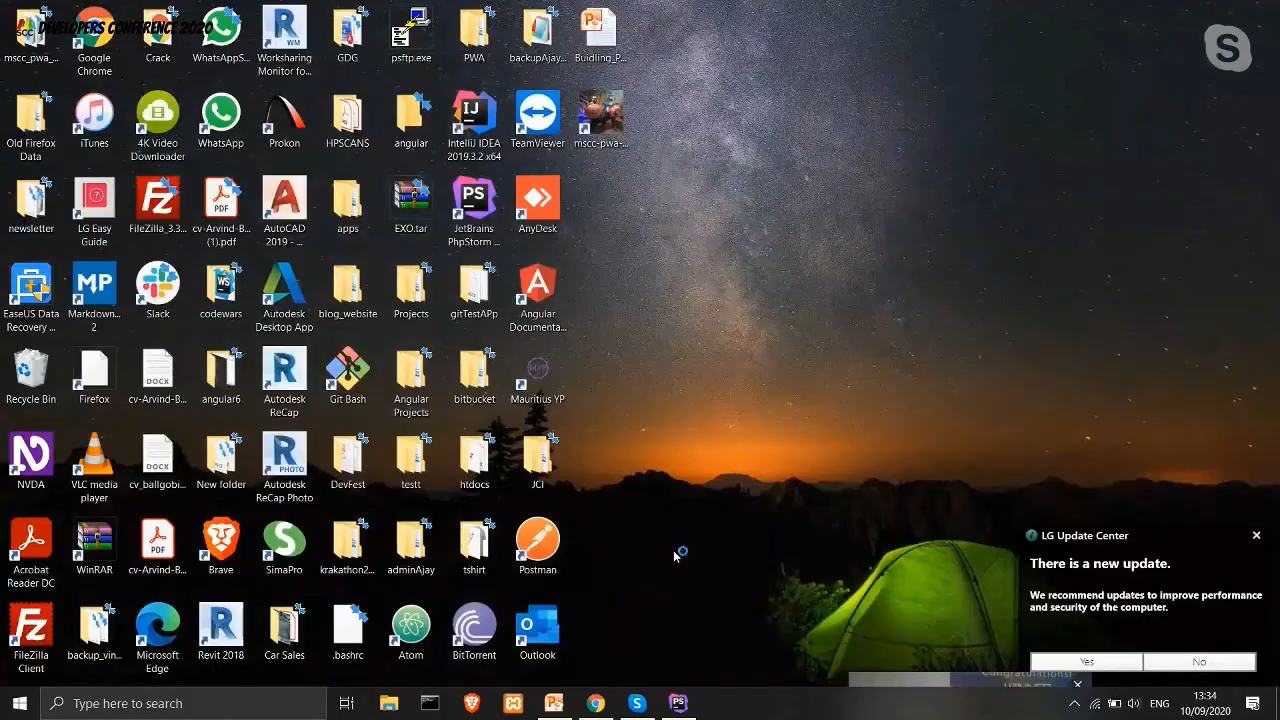 DEVELOPERS CONFERENCE 2020
mscc_pwa_...
Google
Chrome
Crack
WhatsAppS...
Worksharing
Monitor fo...
GDG
psftp.exe
PWA
backupAjay...
Buidling_P...
Old Firefox
Data
iTunes
4K Video
Downloader
WhatsApp
Prokon
HPSCANS
angular
IntelliJ IDEA
2019.3.2 x64
TeamViewer
mscc-pwa-...
newsletter
LG Easy
Guide
FileZilla_3.3...
cv-Arvind-B...
(1).pdf
AutoCAD
2019 - ...
apps
EXO.tar
JetBrains
PhpStorm ...
AnyDesk
EaseUS Data
Recovery ...
Markdown...
2
Slack
codewars
Autodesk
Desktop App
blog_website
Projects
gitTestAPp
Angular
Documenta...
Recycle Bin
Firefox
cv-Arvind-B...
angular6
Autodesk
ReCap
Git Bash
Angular
Projects
bitbucket
Mauritius YP
NVDA
VLC media
player
cv_ballgobi...
New folder
Autodesk
ReCap Photo
DevFest
testt
htdocs
JCI
Acrobat
Reader DC
WinRAR
cv-Arvind-B...
Brave
SimaPro
krakathon2...
adminAjay
tshirt
Postman
FileZilla
Client
backup_vin...
Microsoft
Edge
Revit 2018
Car Sales
.bashrc
Atom
BitTorrent
Outlook
LG Update Center
There is a new update.
We recommend updates to improve performance
and security of the computer.
Yes
No
Congratulations!
Type here to search
ENG
13:34
10/09/2020